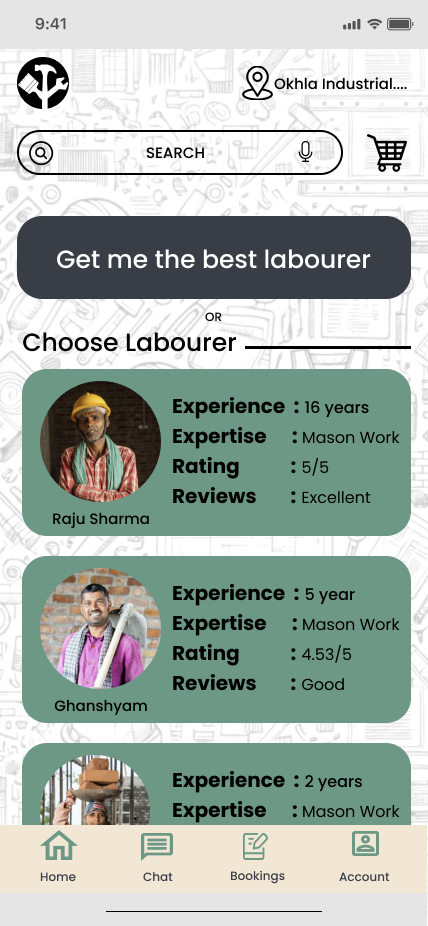 9:41
Okhla Industrial....
SEARCH
Get me the best labourer
OR
Choose Labourer
Experience : 16 years
Expertise : Mason Work
Rating : 5/5
Reviews : Excellent
Raju Sharma
Experience : 5 year
Expertise : Mason Work
Rating : 4.53/5
Reviews : Good
Ghanshyam
Experience : 2 years
Expertise : Mason Work
Home Chat Bookings Account